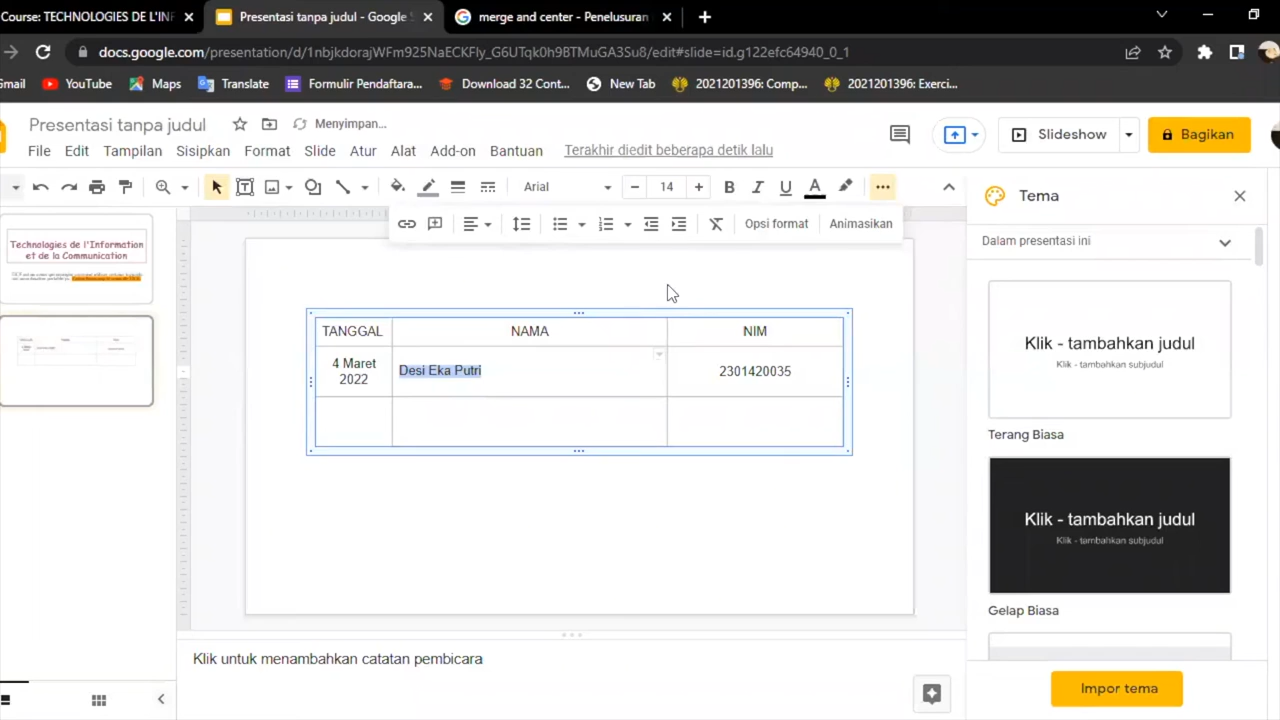 Course: TECHNOLOGIES DE L'INF
Presentasi tanpa judul - Google S
merge and center - Penelusuran
docs.google.com/presentation/d/1nbjkdorajWFm925NaECKFly_G6UTqk0h9BTMuGA3Su8/edit#slide=id.g122efc64940_0_1
Gmail
YouTube
Maps
Translate
Formulir Pendaftara...
Download 32 Cont...
New Tab
2021201396: Comp...
2021201396: Exerci...
Presentasi tanpa judul
Menyimpan...
Slideshow
Bagikan
File Edit Tampilan Sisipkan Format Slide Atur Alat Add-on Bantuan
Terakhir diedit beberapa detik lalu
Arial
14
Opsi format
Animasikan
Tema
Dalam presentasi ini
Technologies de l'Information
et de la Communication
TANGGAL NAMA NIM
4 Maret
2022
Desi Eka Putri
2301420035
Klik - tambahkan judul
Klik - tambahkan subjudul
Terang Biasa
Klik - tambahkan judul
Klik - tambahkan subjudul
Gelap Biasa
Impor tema
Klik untuk menambahkan catatan pembicara